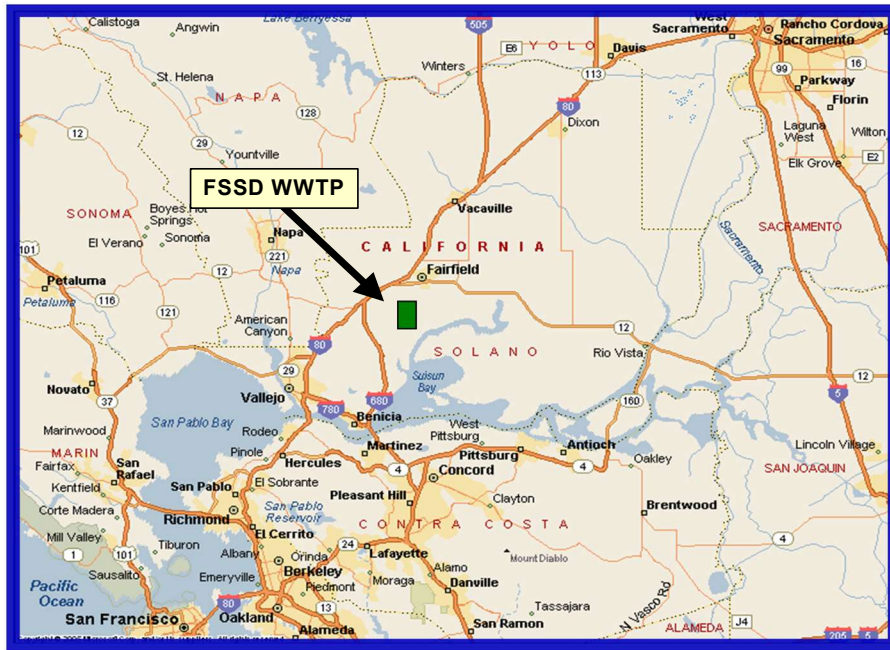 Calistoga
Angwin
Lake Berryessa
505
E6
YOLO
Davis
West
Sacramento
Rancho Cordova
Sacramento
Winters
113
99
16
Parkway
St. Helena
NAPA
128
80
Dixon
Florin
12
29
Yountville
Laguna
West
Wilton
E2
Elk Grove
FSSD WWTP
Vacaville
SONOMA
Boyes Hot
Springs
El Verano
Sonoma
Napa
221
Napa
CALIFORNIA
SACRAMENTO
Sacramento
101
Petaluma
Petaluma
116
12
121
Fairfield
American
Canyon
80
SOLANO
12
Rio Vista
29
Vallejo
Suisun
Bay
680
780
Benicia
160
12
5
Novato
37
San Pablo Bay
Marinwood
MARIN
Fairfax
San
Rafael
Kentfield
Corte Madera
Mill Valley
1
101
Tiburon
Sausalito
Rodeo
Pinole
Hercules
Martinez
4
West
Pittsburg
Pittsburg
Antioch
4
Oakley
Lincoln Village
SAN JOAQUIN
San Pablo
El Sobrante
Concord
Richmond
San Pablo
Reservoir
Pleasant Hill
Clayton
Brentwood
El Cerrito
CONTRA COSTA
4
Albany
Orinda
24
Lafayette
Mount Diablo
Berkeley
Emeryville
Piedmont
Moraga
Alamo
Danville
Pacific
Ocean
San Francisco
80
Oakland
13
Alameda
San Ramon
Tassajara
N Vasco Rd
ALAMEDA
J4
205
5